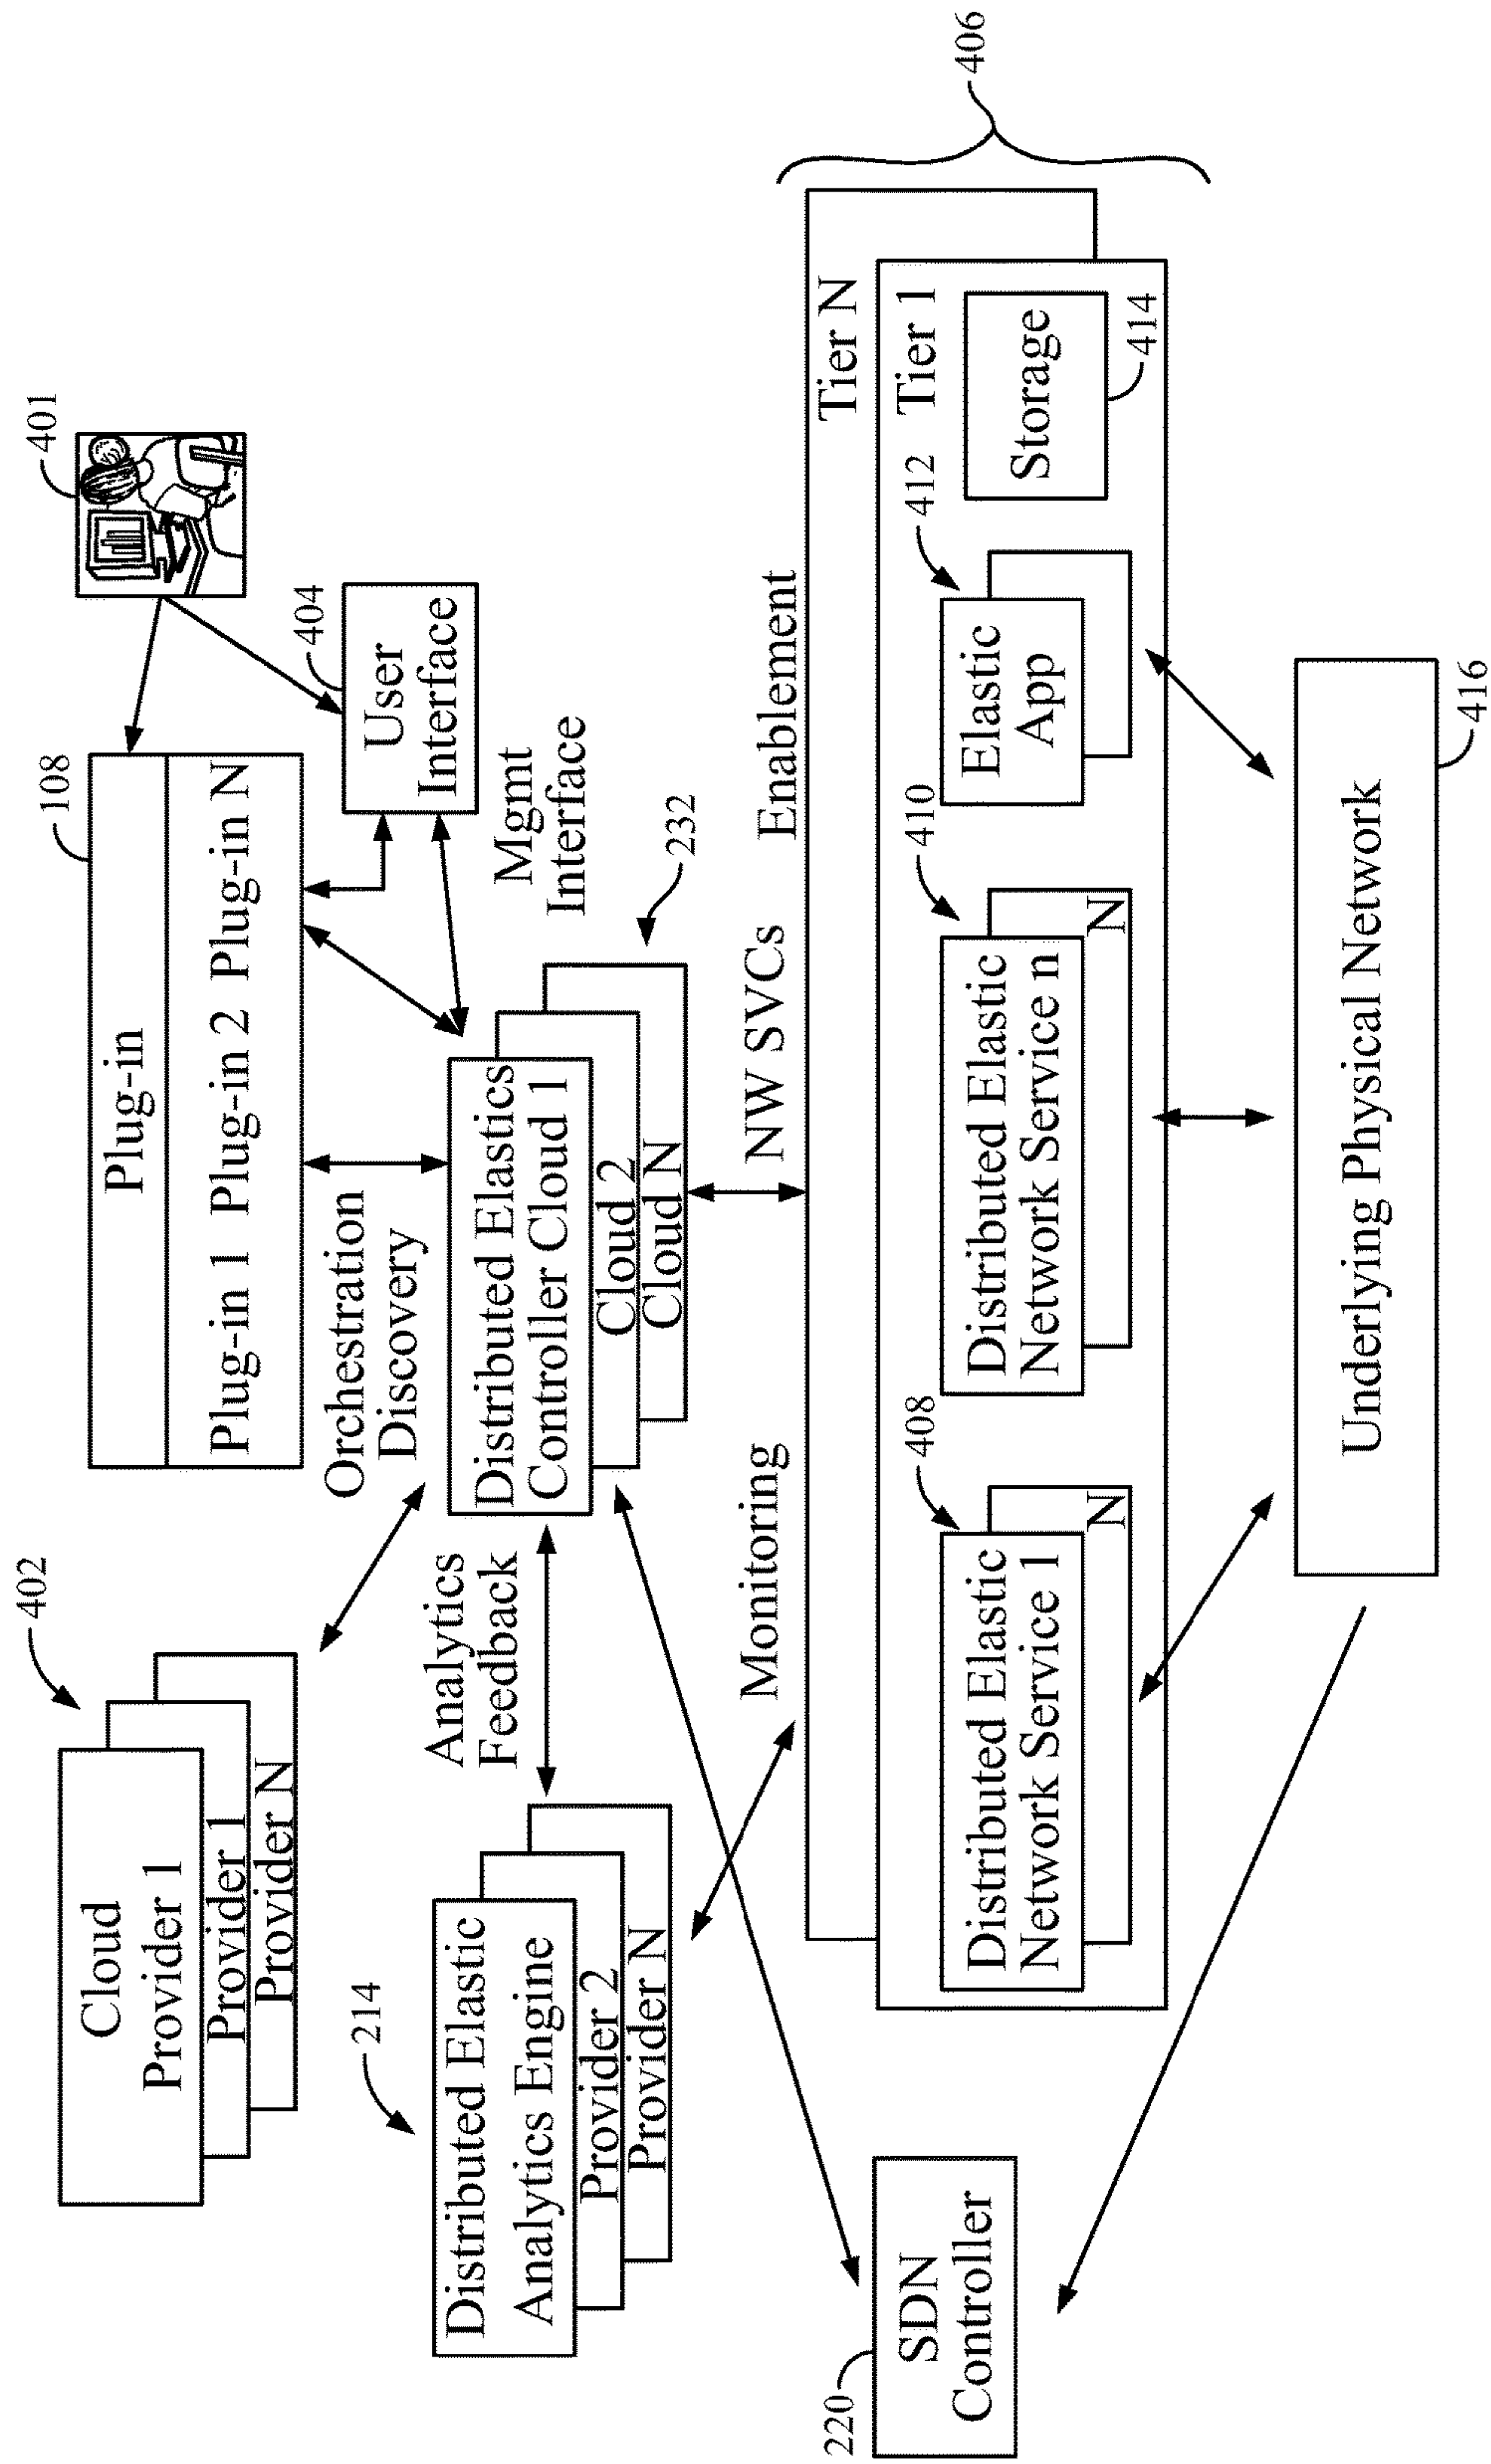 402
Cloud
Provider 1
Provider 1
Provider N
108
Plug-in
Plug-in 1 Plug-in 2 Plug-in N
401
404
User
Interface
Orchestration
Discovery
Mgmt
Interface
214
Distributed Elastic
Analytics Engine
Provider 2
Provider N
Analytics
Feedback
Distributed Elastics
Controller Cloud 1
Cloud 2
Cloud N
232
Monitoring
NW SVCs
Enablement
406
Tier N
Tier 1
220
SDN
Controller
408
Distributed Elastic
Network Service 1
N
410
Distributed Elastic
Network Service n
N
412
Elastic
App
Storage
414
Underlying Physical Network
416